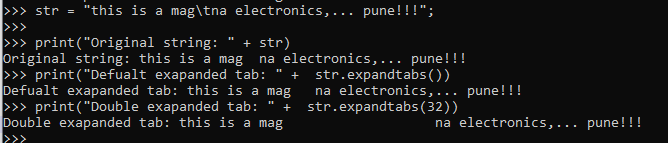 >>> str = "this is a mag\tna electronics,... pune!!!";
>>>
>>> print("Original string: " + str)
Original string: this is a mag  na electronics,... pune!!!
>>> print("Defualt exapanded tab: " +  str.expandtabs())
Defualt exapanded tab: this is a mag   na electronics,... pune!!!
>>> print("Double exapanded tab: " +  str.expandtabs(32))
Double exapanded tab: this is a mag                   na electronics,... pune!!!
>>>